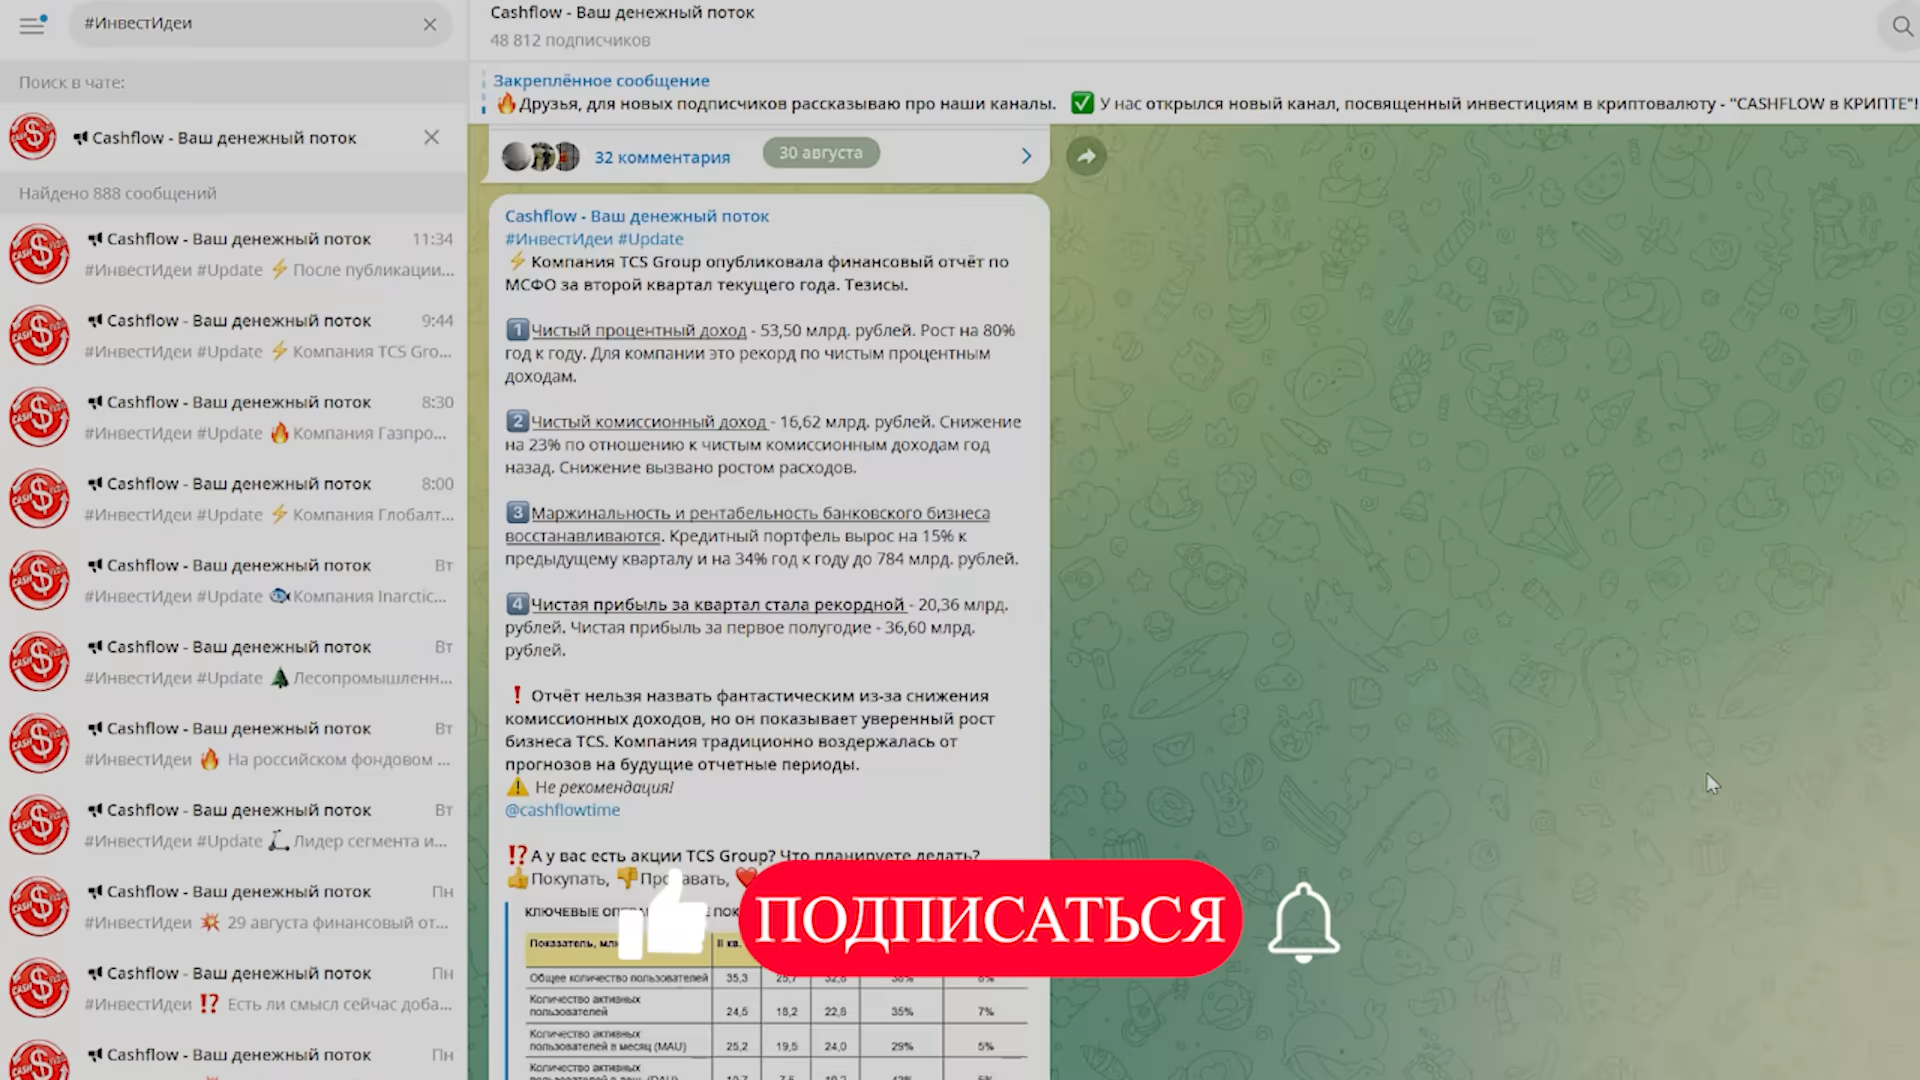 #ИнвестИдеи
Поиск в чате:
Cashflow - Ваш денежный поток
Найдено 888 сообщений
Cashflow - Ваш денежный поток 11:34
#ИнвестИдеи #Update ⚡После публикации...
Cashflow - Ваш денежный поток 9:44
#ИнвестИдеи #Update ⚡Компания TCS Gro...
Cashflow - Ваш денежный поток 8:30
#ИнвестИдеи #Update 🔥Компания Газпро...
Cashflow - Ваш денежный поток 8:00
#ИнвестИдеи #Update ⚡Компания Глобалт...
Cashflow - Ваш денежный поток Вт
#ИнвестИдеи #Update 🐟Компания Inarctic...
Cashflow - Ваш денежный поток Вт
#ИнвестИдеи #Update 🌲Лесопромышленн...
Cashflow - Ваш денежный поток Вт
#ИнвестИдеи 🔥 На российском фондовом ...
Cashflow - Ваш денежный поток Вт
#ИнвестИдеи #Update 🛴Лидер сегмента и...
Cashflow - Ваш денежный поток Пн
#ИнвестИдеи 💥 29 августа финансовый от...
Cashflow - Ваш денежный поток Пн
#ИнвестИдеи ⁉️ Есть ли смысл сейчас доба...
Cashflow - Ваш денежный поток Пн
Cashflow - Ваш денежный поток
48 812 подписчиков
Закреплённое сообщение
🔥Друзья, для новых подписчиков рассказываю про наши каналы. ✅ У нас открылся новый канал, посвященный инвестициям в криптовалюту - "CASHFLOW в КРИПТЕ"!
32 комментария
30 августа
Cashflow - Ваш денежный поток
#ИнвестИдеи #Update
⚡Компания TCS Group опубликовала финансовый отчёт по
МСФО за второй квартал текущего года. Тезисы.
1️⃣Чистый процентный доход - 53,50 млрд. рублей. Рост на 80%
год к году. Для компании это рекорд по чистым процентным
доходам.
2️⃣Чистый комиссионный доход - 16,62 млрд. рублей. Снижение
на 23% по отношению к чистым комиссионным доходам год
назад. Снижение вызвано ростом расходов.
3️⃣Маржинальность и рентабельность банковского бизнеса
восстанавливаются. Кредитный портфель вырос на 15% к
предыдущему кварталу и на 34% год к году до 784 млрд. рублей.
4️⃣Чистая прибыль за квартал стала рекордной - 20,36 млрд.
рублей. Чистая прибыль за первое полугодие - 36,60 млрд.
рублей.
❗ Отчёт нельзя назвать фантастическим из-за снижения
комиссионных доходов, но он показывает уверенный рост
бизнеса TCS. Компания традиционно воздержалась от
прогнозов на будущие отчетные периоды.
⚠️ Не рекомендация!
@cashflowtime
⁉️А у вас есть акции TCS Group? Что планируете делать?
👍Покупать, 👎
КЛЮЧЕВЫЕ
ПОДПИСАТЬСЯ
Показатель, II кв.
Общее количество пользователей 35,3
Количество активных
пользователей 24,5 18,2 22,8 35% 7%
Количество активных
пользователей в месяц (MAU) 25,2 19,5 24,0 29% 5%
Количество активных